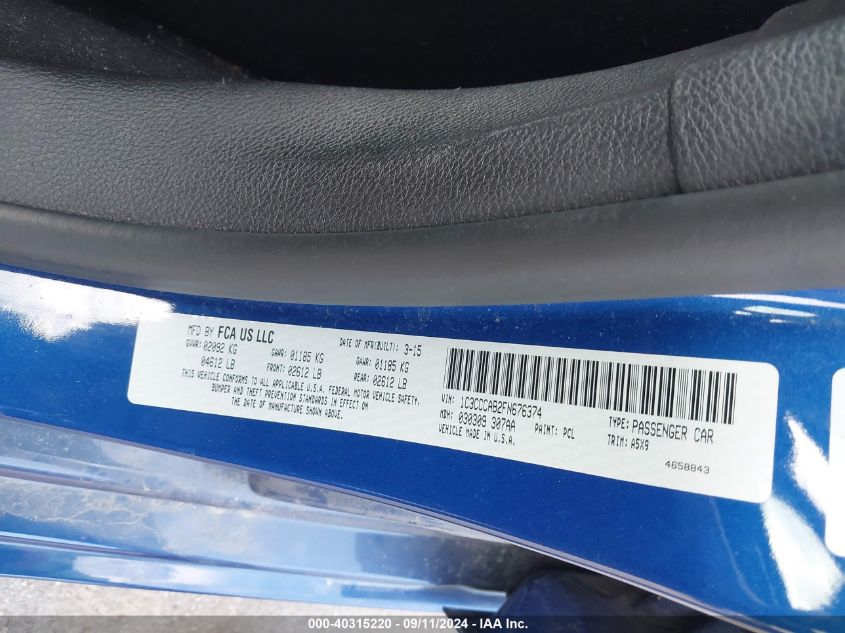 MFD BY FCA US LLC
DATE OF MFR(BUILT): 3-15
GVWR: 02092 KG
04612 LB
GAWR: 01185 KG
FRONT: 02612 LB
GAWR: 01185 KG
REAR: 02612 LB
THIS VEHICLE CONFORMS TO ALL APPLICABLE U.S.A. FEDERAL MOTOR VEHICLE SAFETY,
BUMPER AND THEFT PREVENTION STANDARDS IN EFFECT ON
THE DATE OF MANUFACTURE SHOWN ABOVE.
VIN: 1C3CCCAB2FN676374
MDH: 030309 307AA
PAINT: PCL
VEHICLE MADE IN U.S.A.
TYPE: PASSENGER CAR
TRIM: A5X9
4658843
000-40315220 - 09/11/2024 - IAA Inc.